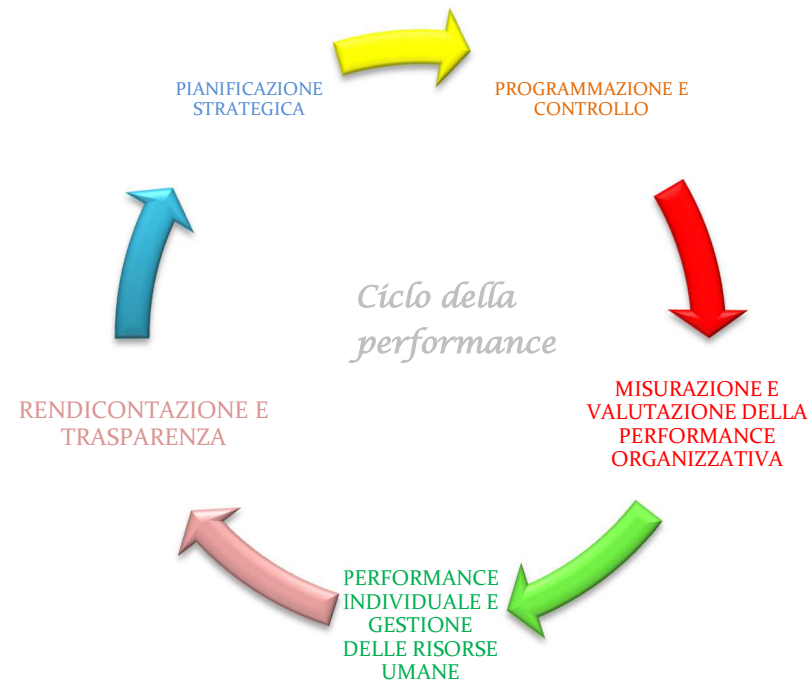 PIANIFICAZIONE
STRATEGICA
PROGRAMMAZIONE E
CONTROLLO
Ciclo della
performance
MISURAZIONE E
VALUTAZIONE DELLA
PERFORMANCE
ORGANIZZATIVA
PERFORMANCE
INDIVIDUALE E
GESTIONE
DELLE RISORSE
UMANE
RENDICONTAZIONE E
TRASPARENZA